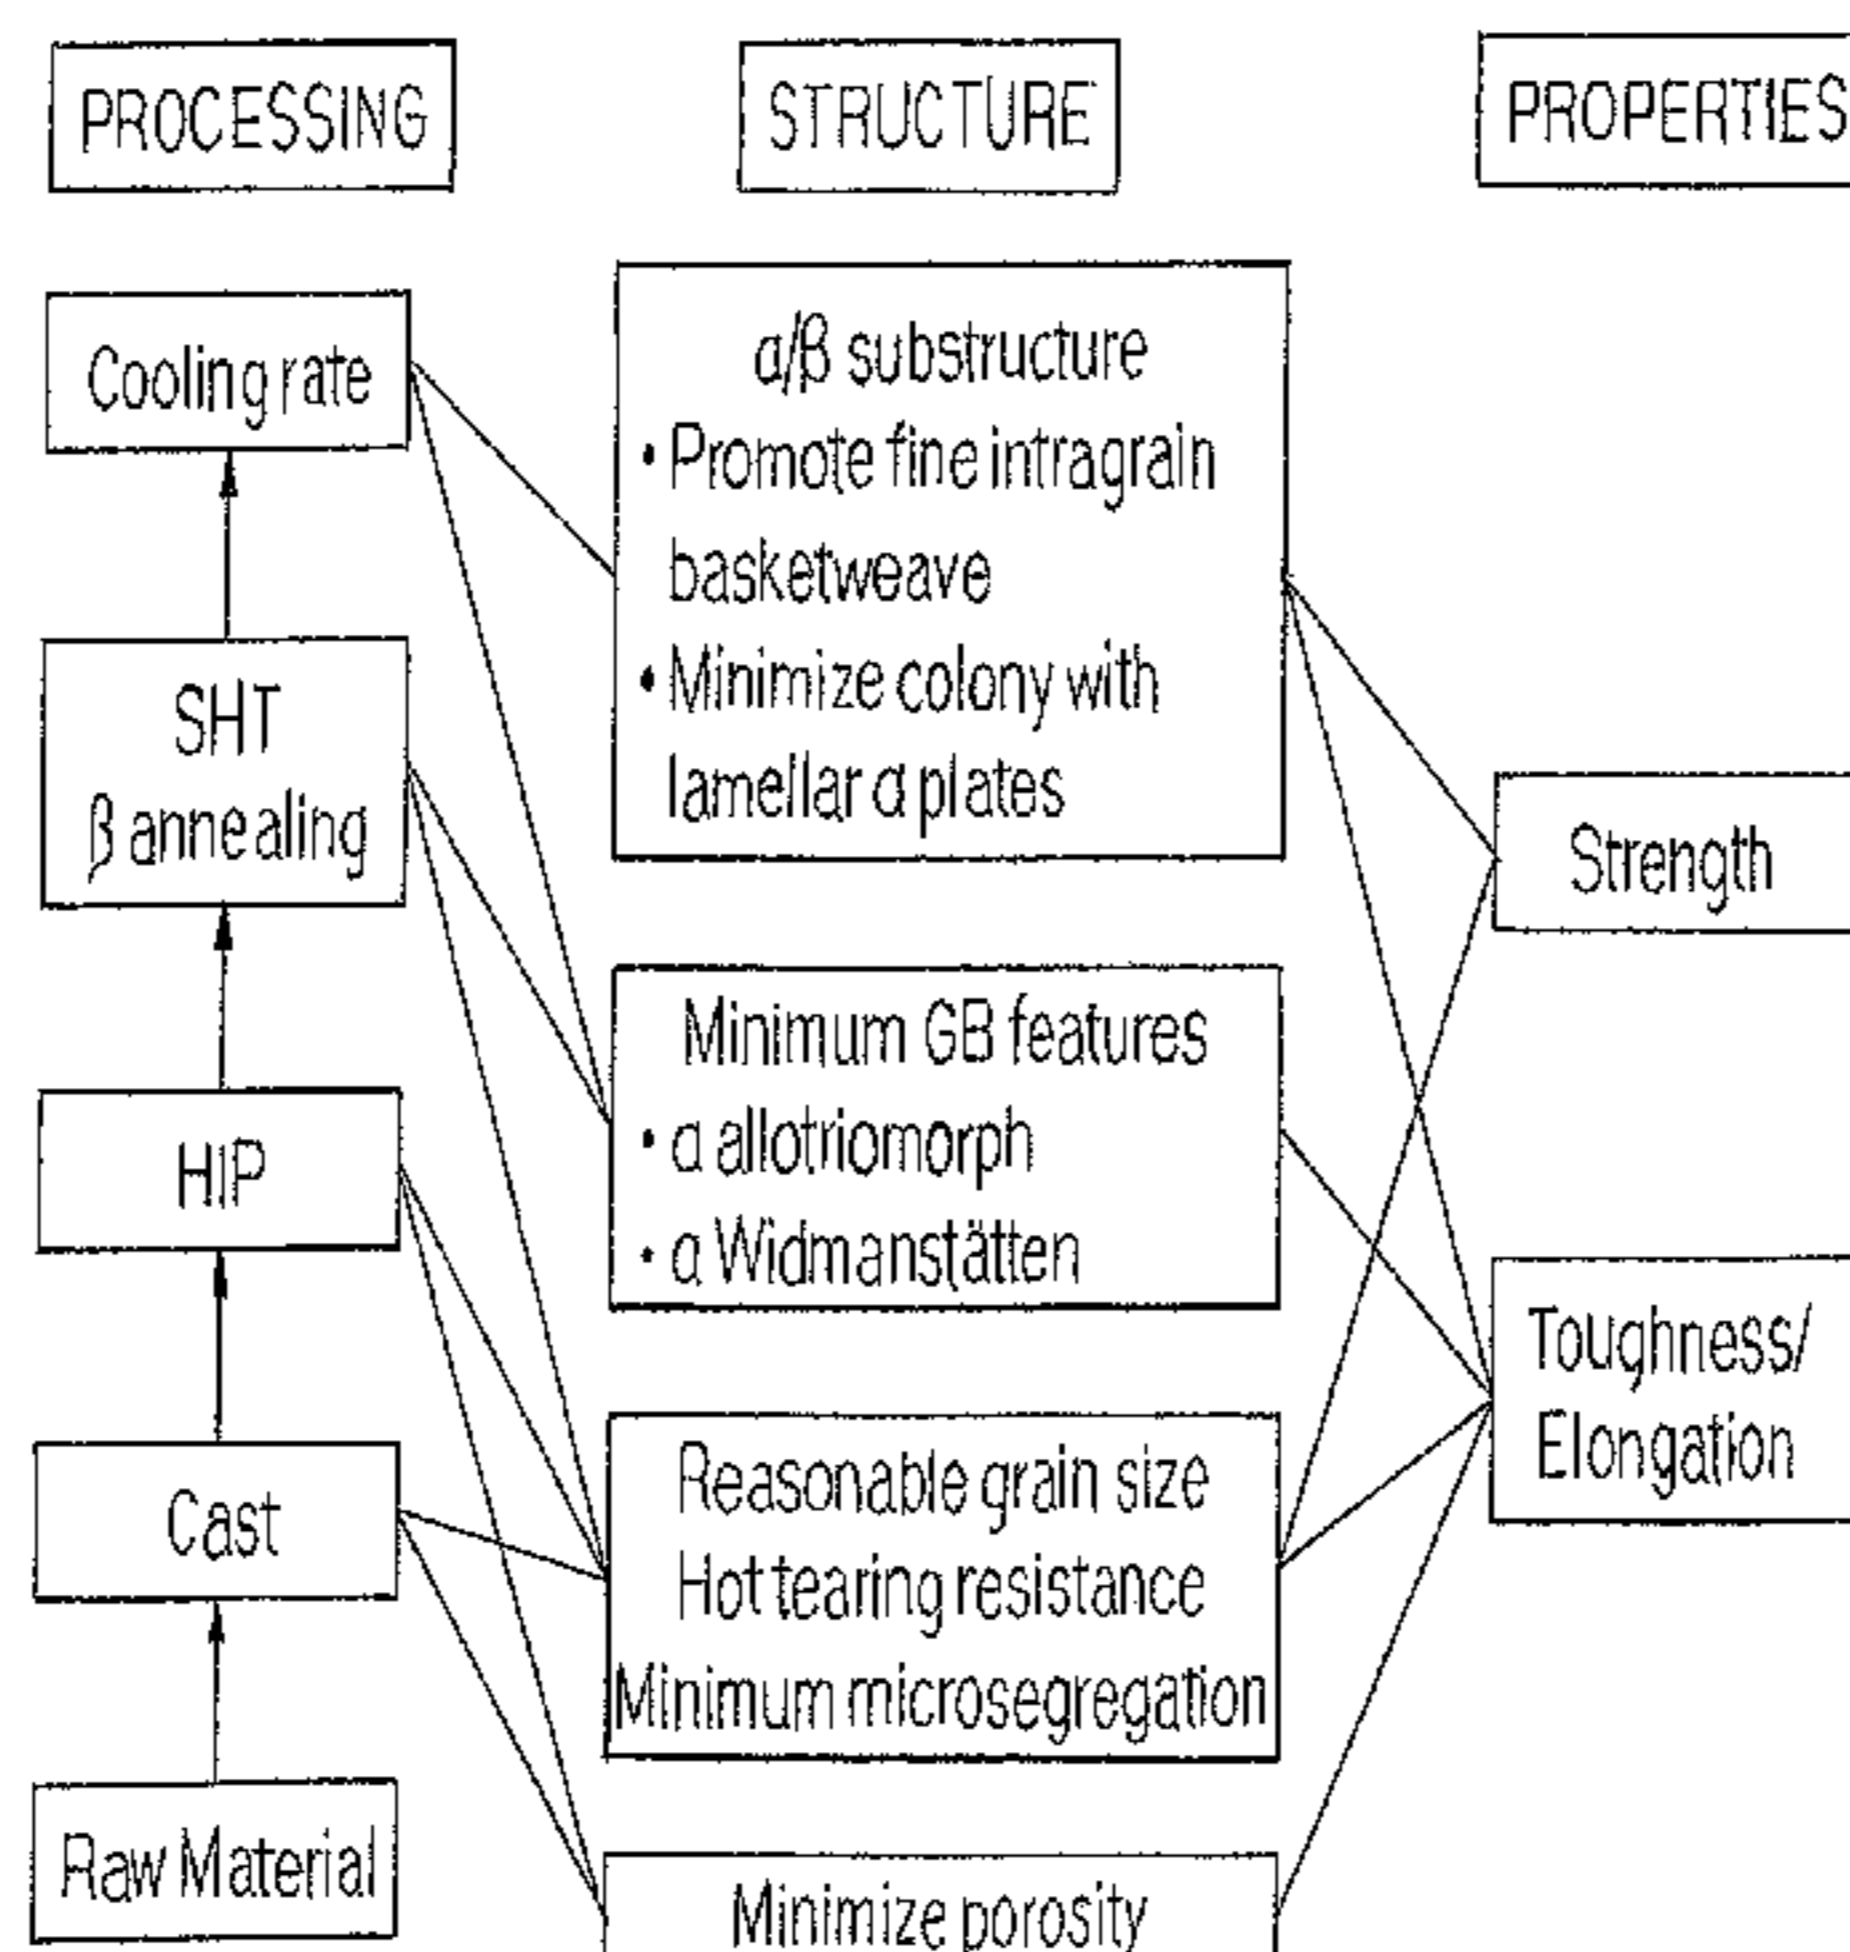 PROCESSING
STRUCTURE
PROPERTIES
Cooling rate
SHT
β annealing
HIP
Cast
Raw Material
α/β substructure
• Promote fine intragrain
basketweave
• Minimize colony with
lamellar α plates
Minimum GB features
• α allotriomorph
• α Widmanstätten
Reasonable grain size
Hot tearing resistance
Minimum microsegregation
Minimize porosity
Strength
Toughness/
Elongation